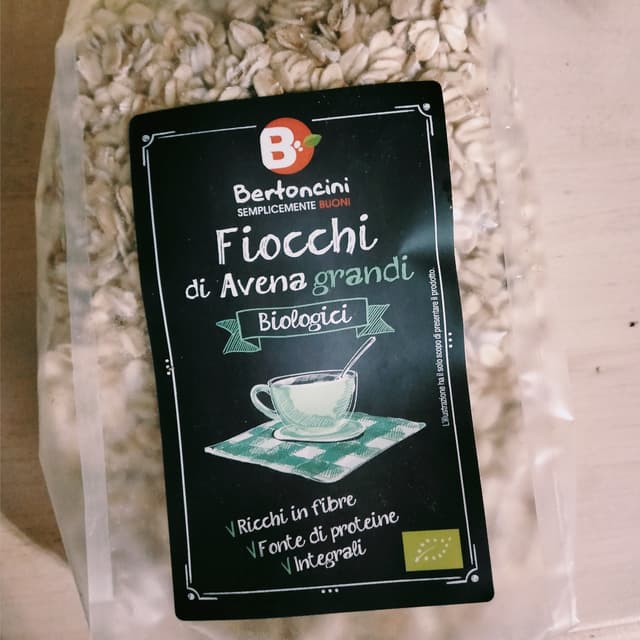 B
Bertoncini
SEMPLICEMENTE BUONI
Fiocchi
di Avena grandi
Biologici
L'illustrazione ha il solo scopo di presentare il prodotto.
√Ricchi in fibre
√Fonte di proteine
√Integrali